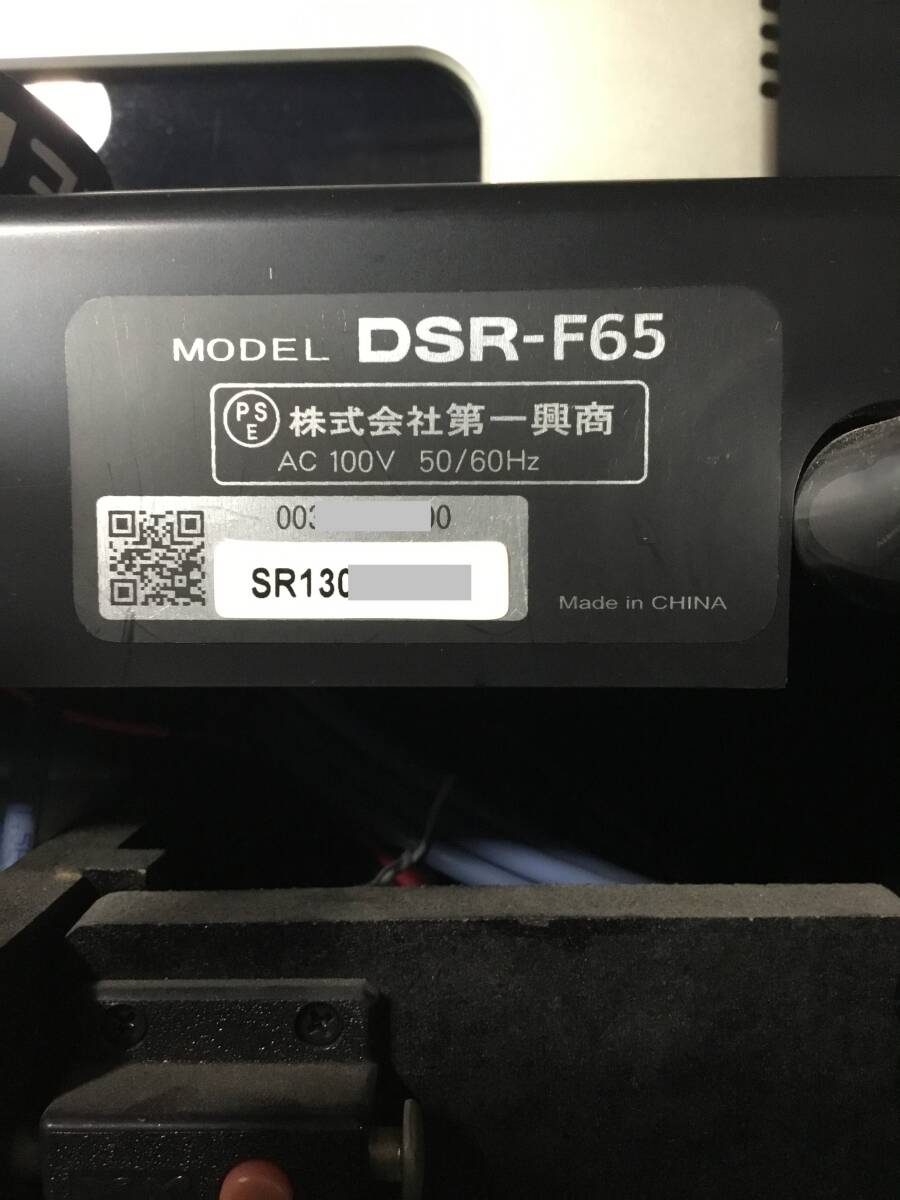 MODEL DSR-F65
PSE 株式会社第一興商
AC 100V 50/60Hz
003 00
SR130
Made in CHINA